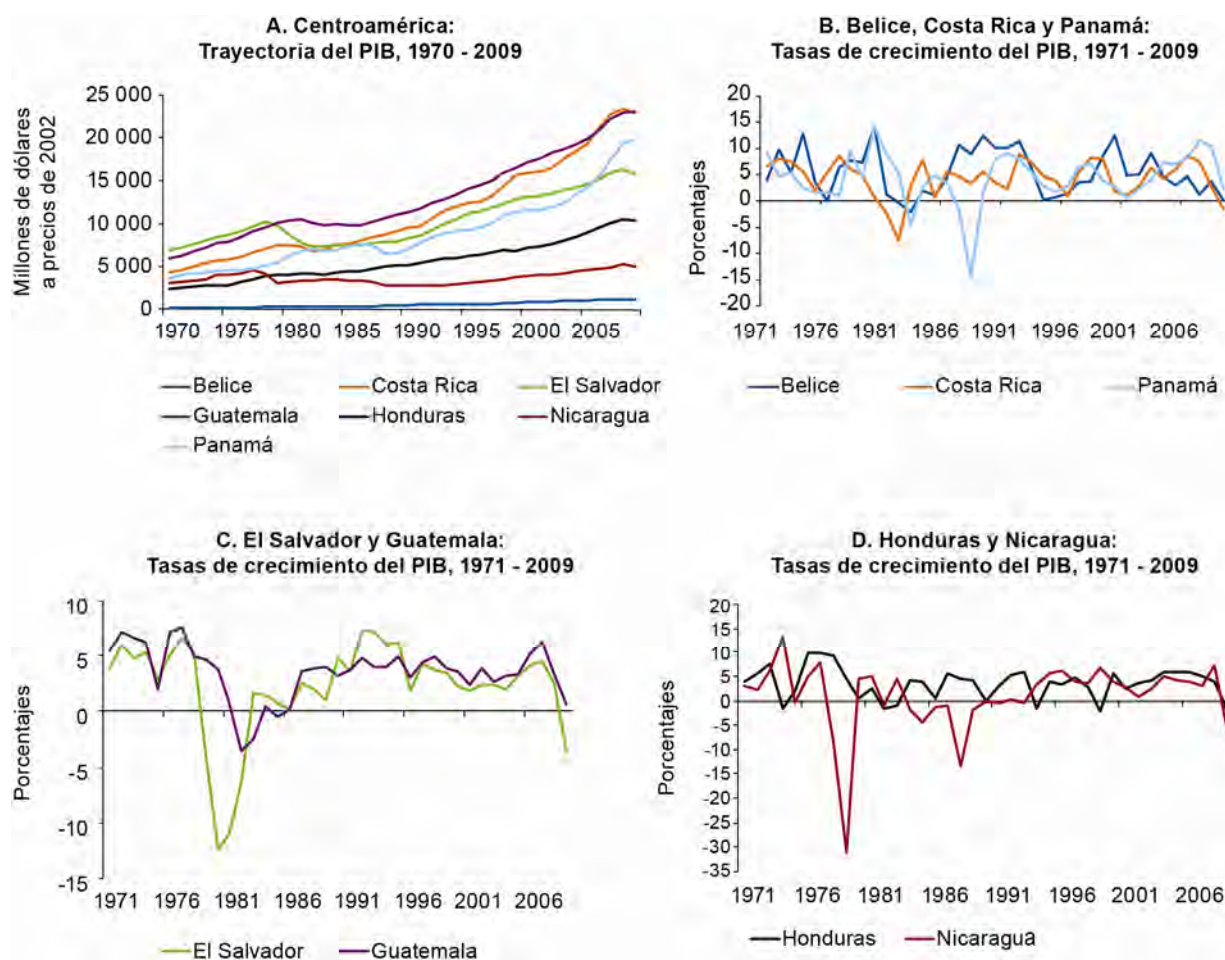 A. Centroamérica:
Trayectoria del PIB, 1970 - 2009
Millones de dólares
a precios de 2002
25 000
20 000
15 000
10 000
5 000
0
1970 1975 1980 1985 1990 1995 2000 2005
Belice Costa Rica El Salvador
Guatemala Honduras Nicaragua
Panamá
B. Belice, Costa Rica y Panamá:
Tasas de crecimiento del PIB, 1971 - 2009
Porcentajes
20
15
10
5
0
-5
-10
-15
-20
1971 1976 1981 1986 1991 1996 2001 2006
Belice Costa Rica Panamá
C. El Salvador y Guatemala:
Tasas de crecimiento del PIB, 1971 - 2009
Porcentajes
10
5
0
-5
-10
-15
1971 1976 1981 1986 1991 1996 2001 2006
El Salvador Guatemala
D. Honduras y Nicaragua:
Tasas de crecimiento del PIB, 1971 - 2009
Porcentajes
20
15
10
5
0
-5
-10
-15
-20
-25
-30
-35
1971 1976 1981 1986 1991 1996 2001 2006
Honduras Nicaragua